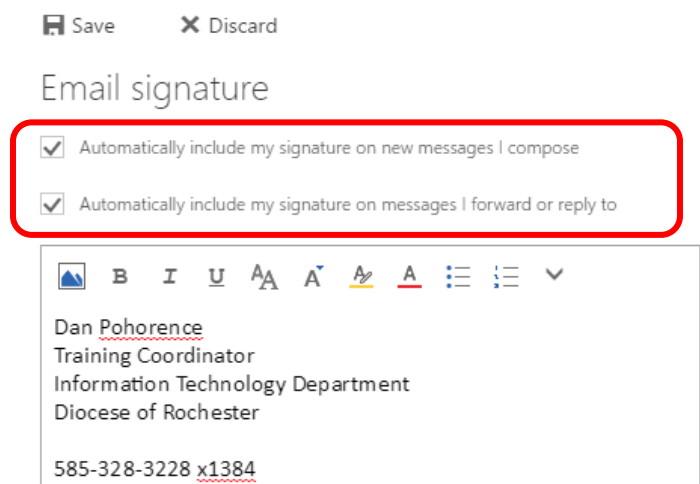 Save Discard
Email signature
Automatically include my signature on new messages I compose
Automatically include my signature on messages I forward or reply to
B I U AA A A A
Dan Pohorence
Training Coordinator
Information Technology Department
Diocese of Rochester
585-328-3228 x1384